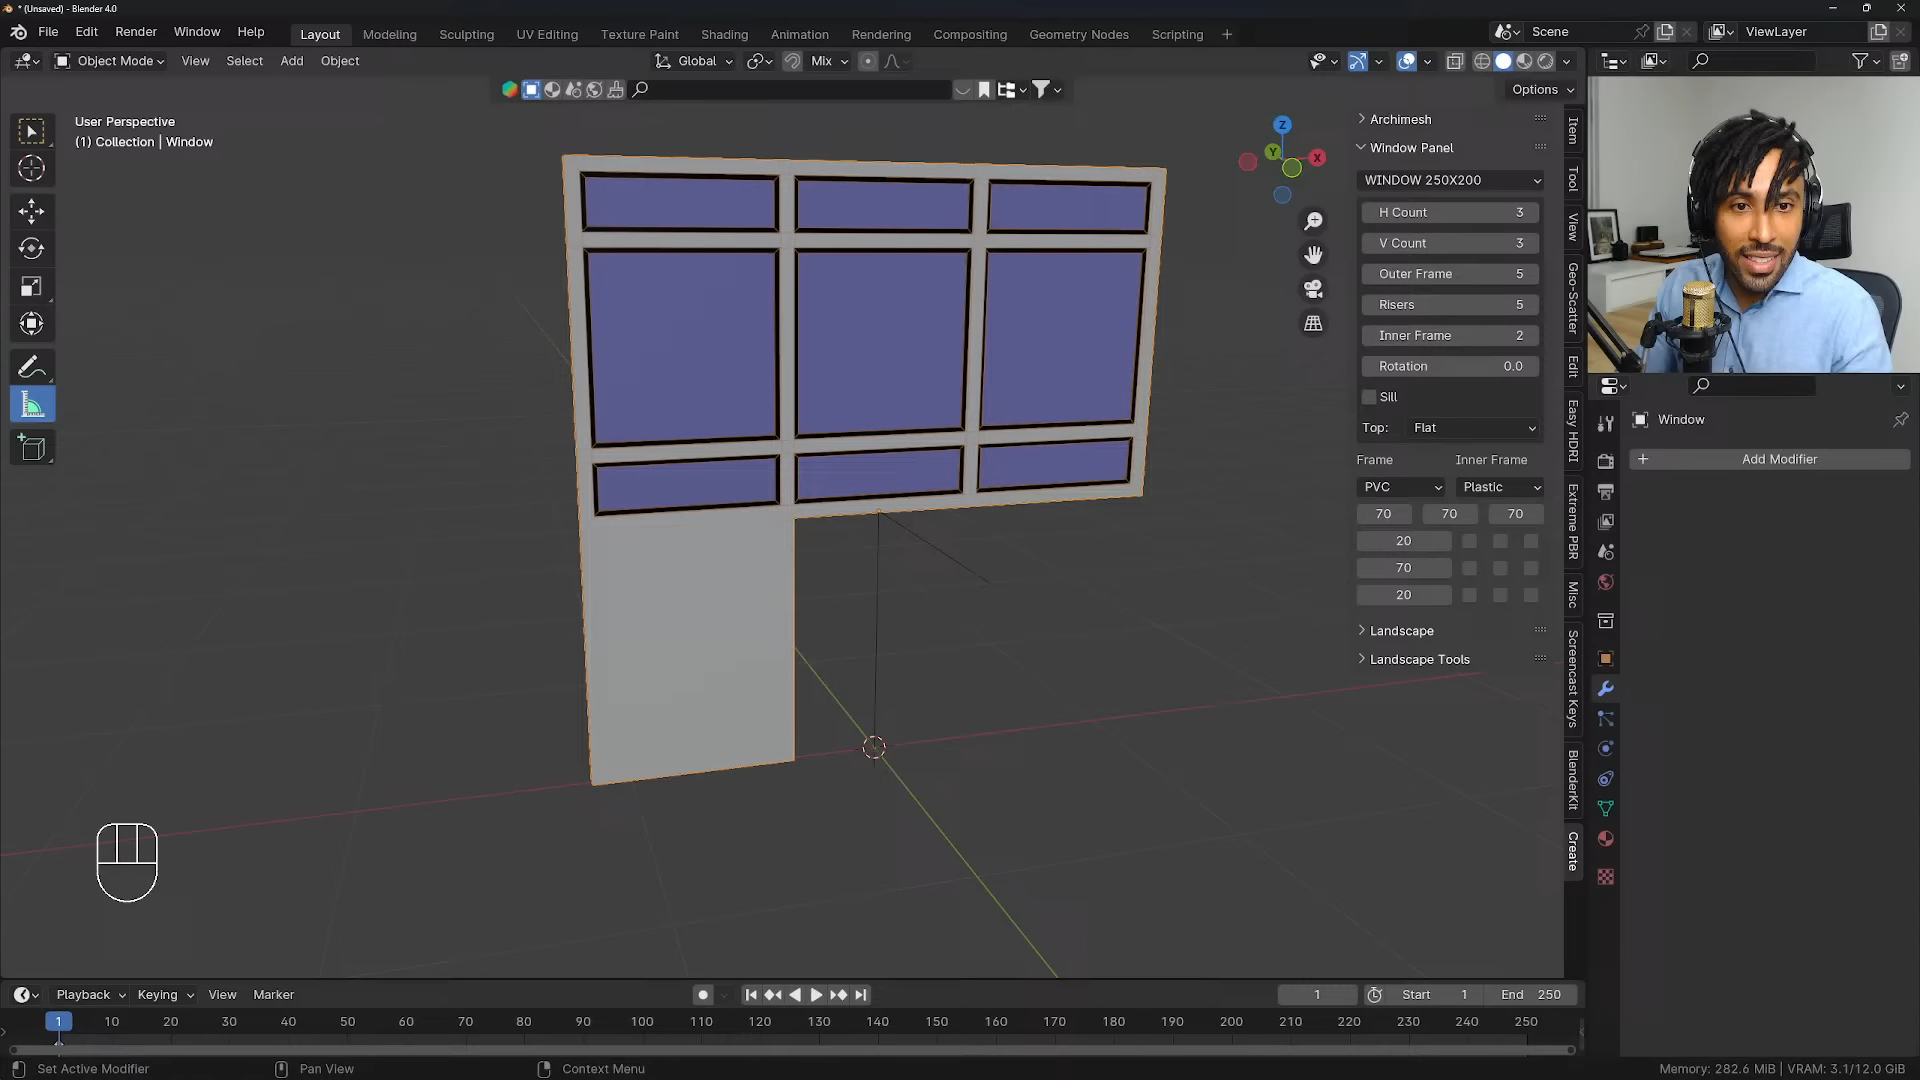 * (Unsaved) - Blender 4.0
File Edit Render Window Help
Layout Modeling Sculpting UV Editing Texture Paint Shading Animation Rendering Compositing Geometry Nodes Scripting +
Scene
ViewLayer
Object Mode View Select Add Object
Global
Mix
Options
User Perspective
(1) Collection | Window
Z
Y
X
Archimesh
Window Panel
WINDOW 250X200
H Count 3
V Count 3
Outer Frame 5
Risers 5
Inner Frame 2
Rotation 0.0
Sill
Top: Flat
Frame Inner Frame
PVC Plastic
70 70 70
20
70
20
Landscape
Landscape Tools
Item
Tool
View
Geo-Scatter
Edit
Easy HDRI
Extreme PBR
Misc
Screencast Keys
BlenderKit
Create
Window
+ Add Modifier
Playback Keying View Marker
1 Start 1 End 250
1 10 20 30 40 50 60 70 80 90 100 110 120 130 140 150 160 170 180 190 200 210 220 230 240 250
Set Active Modifier Pan View Context Menu
Memory: 282.6 MiB | VRAM: 3.1/12.0 GiB